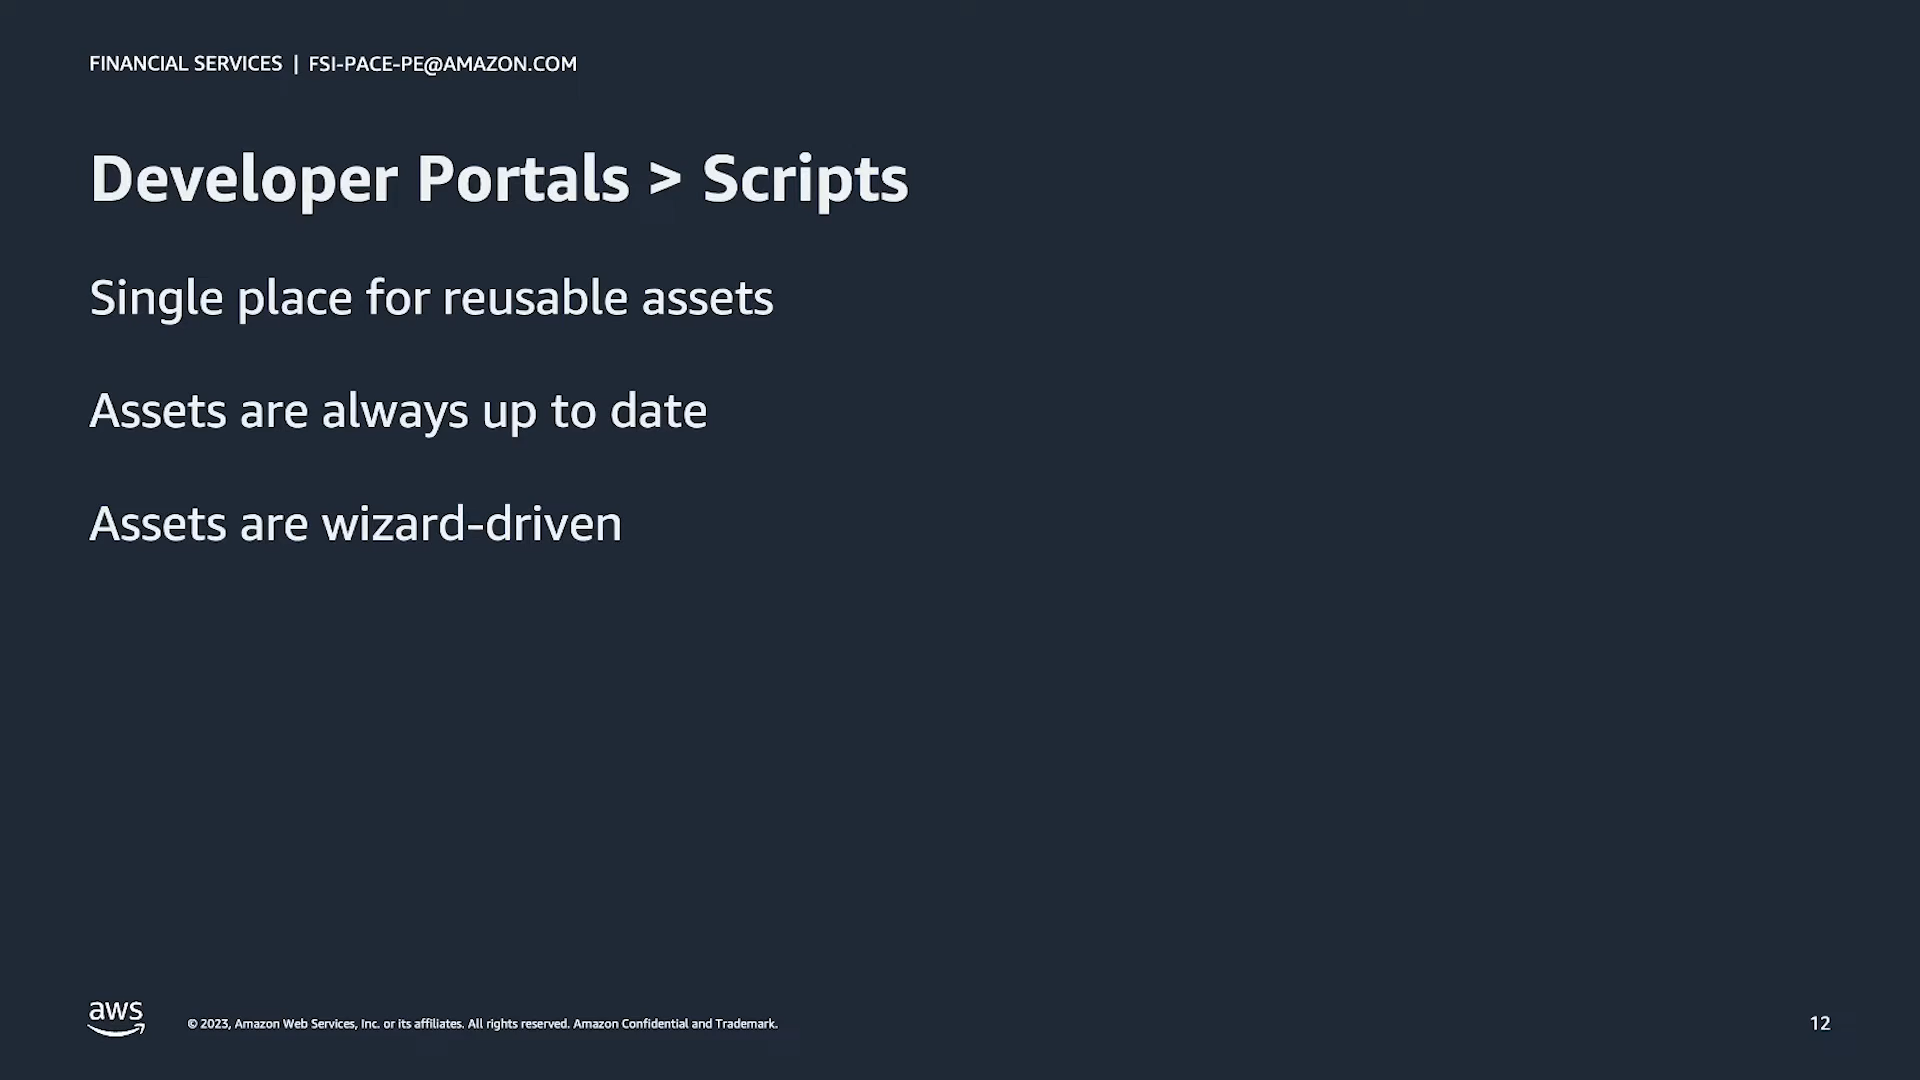 FINANCIAL SERVICES | FSI-PACE-PE@AMAZON.COM
Developer Portals > Scripts
Single place for reusable assets
Assets are always up to date
Assets are wizard-driven
aws
© 2023, Amazon Web Services, Inc. or its affiliates. All rights reserved. Amazon Confidential and Trademark.
12